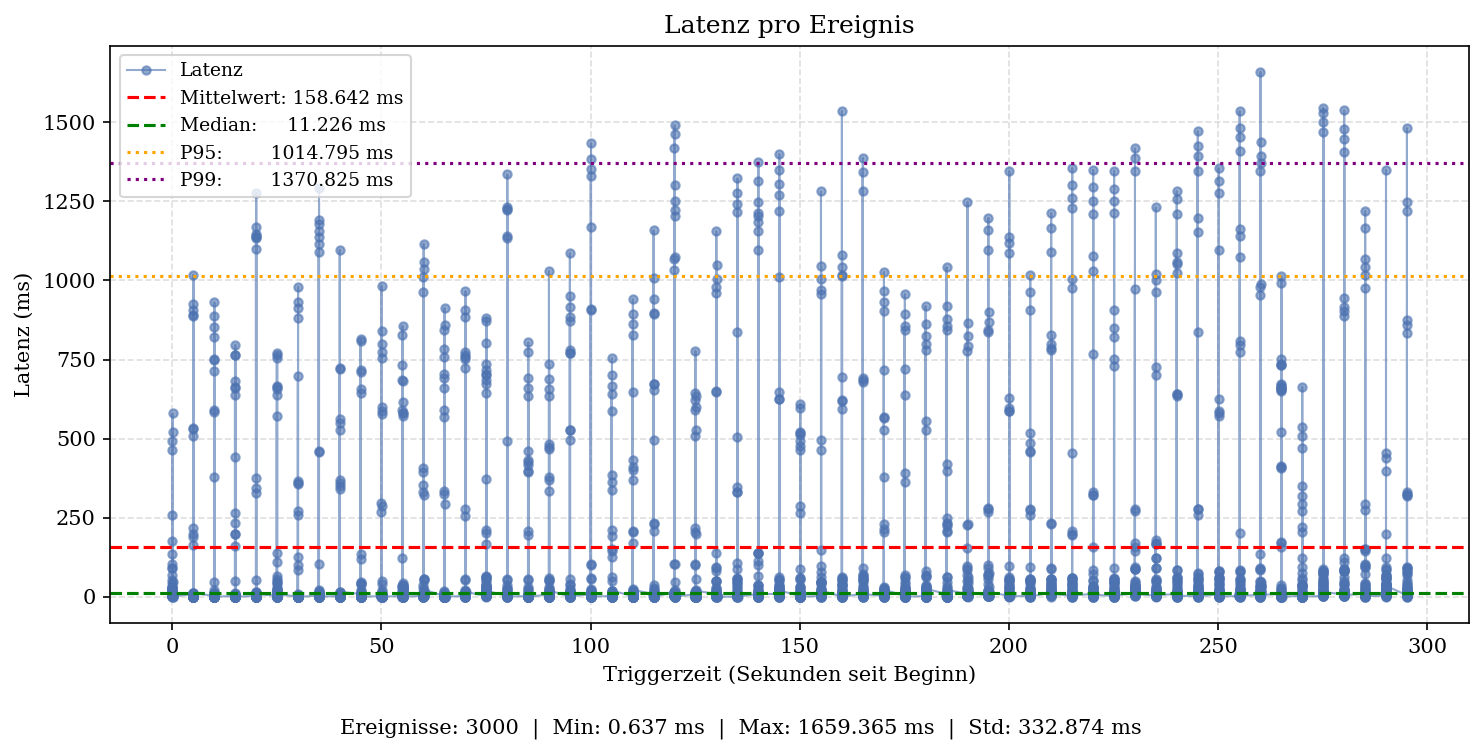 Latenz pro Ereignis
Latenz
Mittelwert: 158.642 ms
Median: 11.226 ms
P95: 1014.795 ms
P99: 1370.825 ms
Latenz (ms)
1500
1250
1000
750
500
250
0
0 50 100 150 200 250 300
Triggerzeit (Sekunden seit Beginn)
Ereignisse: 3000 | Min: 0.637 ms | Max: 1659.365 ms | Std: 332.874 ms